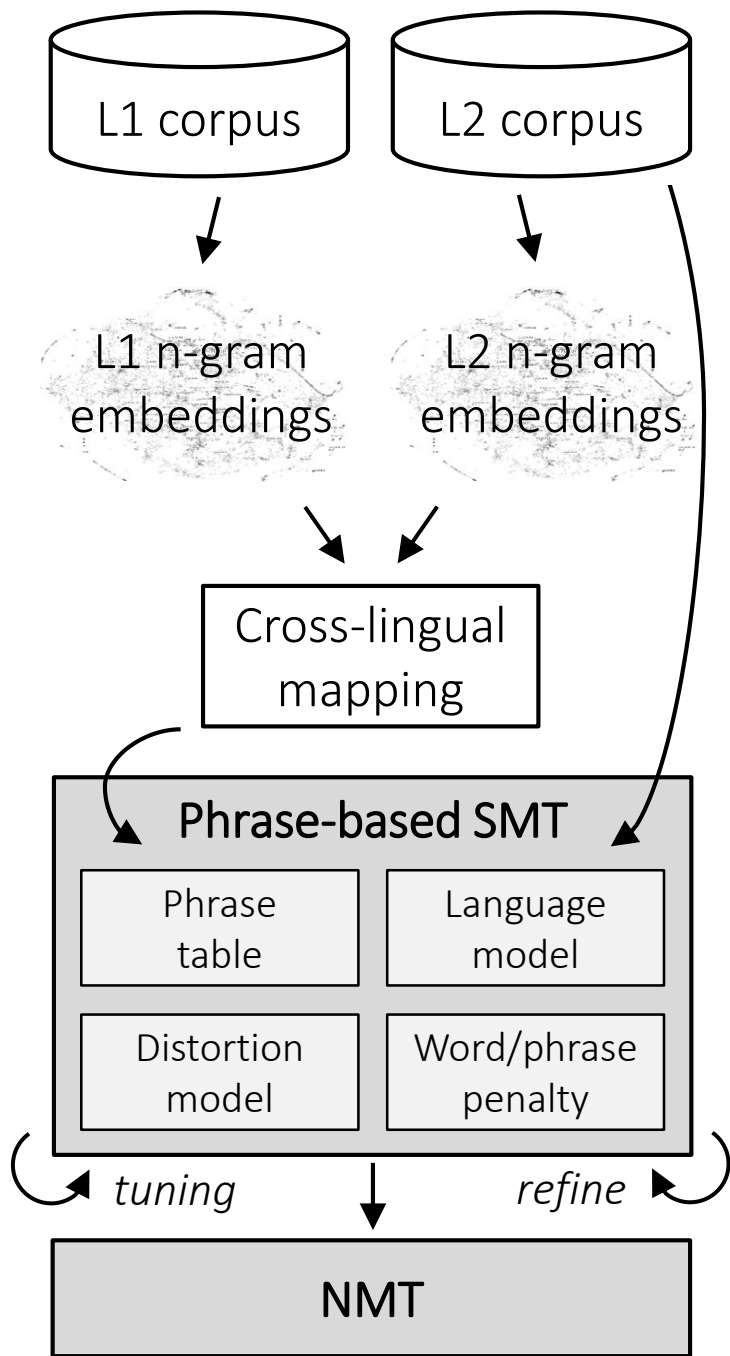 L1 corpus
L2 corpus
L1 n-gram
embeddings
L2 n-gram
embeddings
Cross-lingual
mapping
Phrase-based SMT
Phrase
table
Language
model
Distortion
model
Word/phrase
penalty
tuning
refine
NMT